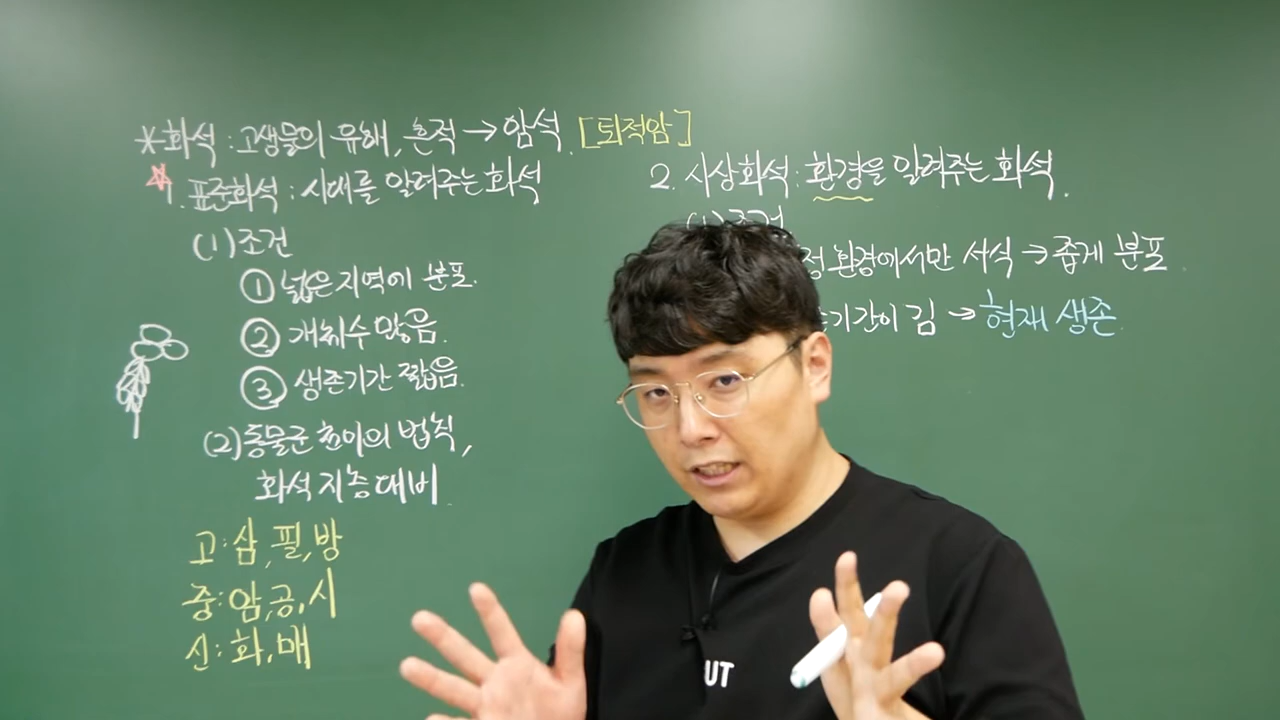 *화석 : 고생물의 유해, 흔적 → 암석. [퇴적암]
☆1. 표준화석 : 시대를 알려주는 화석
(1) 조건
① 넓은 지역에 분포.
② 개체수 많음.
③ 생존기간 짧음.
(2) 동물군 천이의 법칙,
화석 지층 대비.
고 : 삼, 필, 방
중 : 암, 공, 시
신 : 화, 매
2. 시상화석 : 환경을 알려주는 화석.
(1) 조건
정 환경에서만 서식 → 좁게 분포.
기간이 김 → 현재 생존.
UT